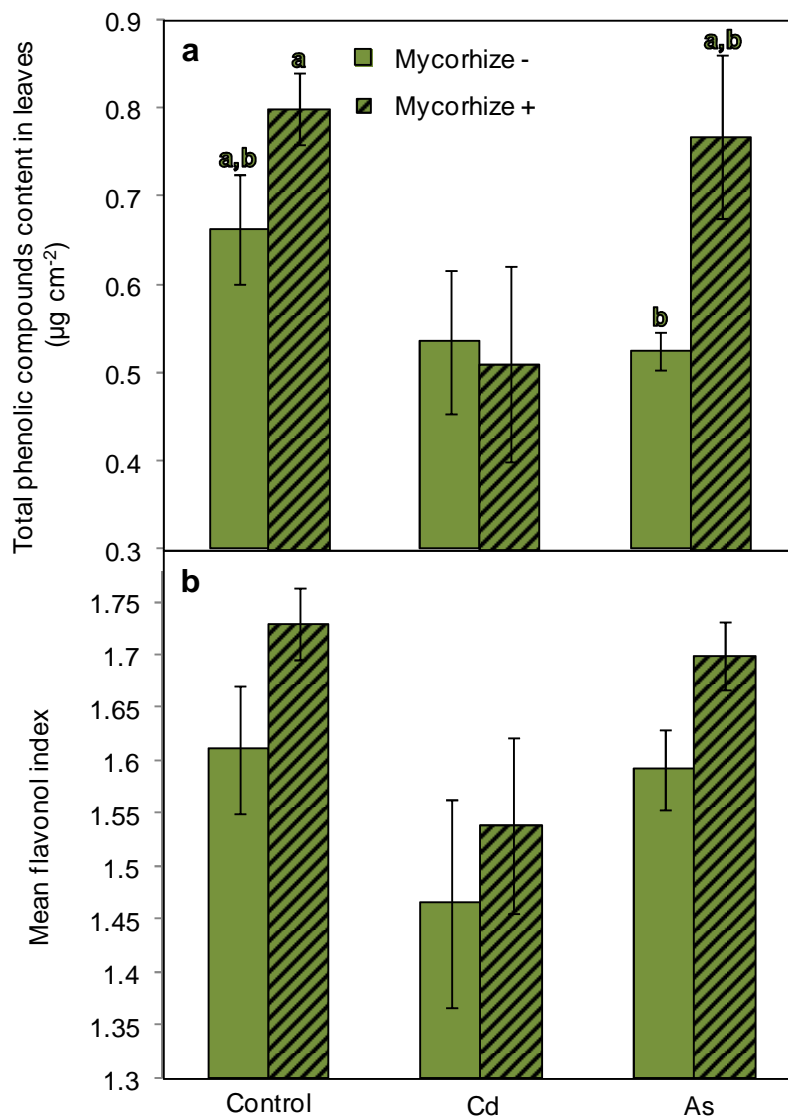 Total phenolic compounds content in leaves
(µg cm-2)
0.9
0.8
0.7
0.6
0.5
0.4
0.3
a
Mycorhize -
Mycorhize +
a,b
a
b
a,b
Mean flavonol index
1.75
1.7
1.65
1.6
1.55
1.5
1.45
1.4
1.35
1.3
b
Control
Cd
As